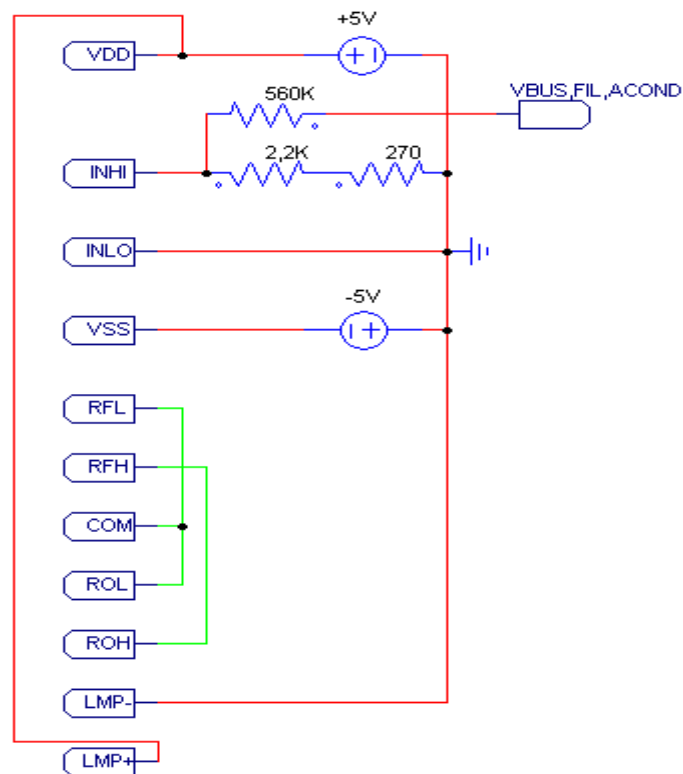 +5V
VDD
VBUS,FIL,ACOND
560K
INHI
2,2K
270
INLO
-5V
VSS
RFL
RFH
COM
ROL
ROH
LMP-
LMP+